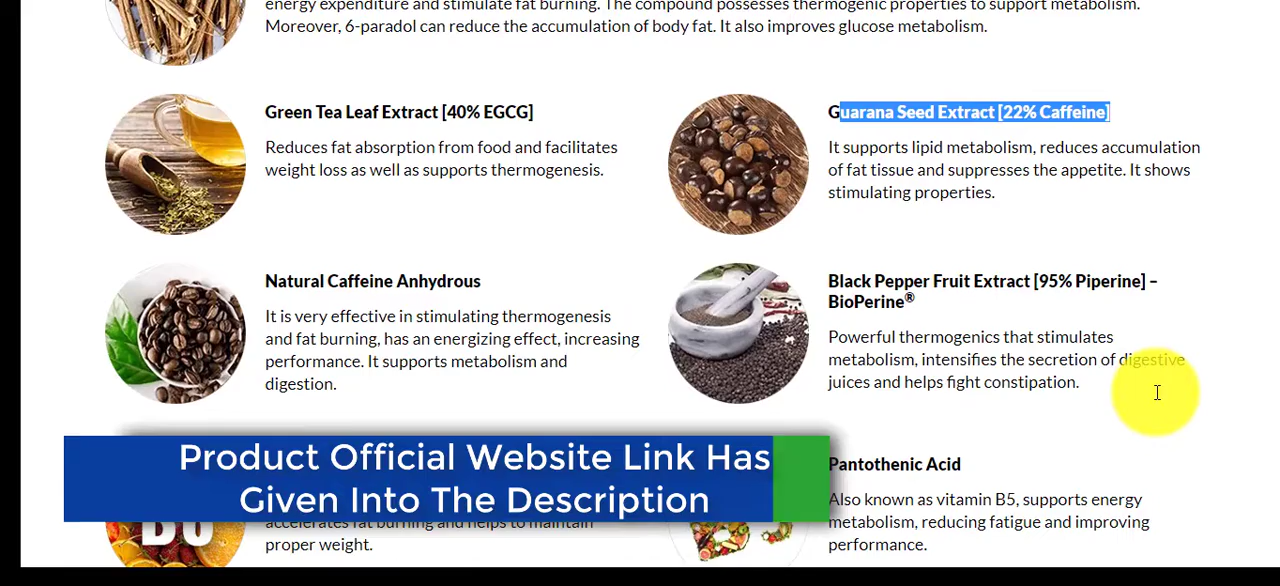 energy expenditure and stimulate fat burning. The compound possesses thermogenic properties to support metabolism.
Moreover, 6-paradol can reduce the accumulation of body fat. It also improves glucose metabolism.
Green Tea Leaf Extract [40% EGCG]
Reduces fat absorption from food and facilitates
weight loss as well as supports thermogenesis.
Guarana Seed Extract [22% Caffeine]
It supports lipid metabolism, reduces accumulation
of fat tissue and suppresses the appetite. It shows
stimulating properties.
Natural Caffeine Anhydrous
It is very effective in stimulating thermogenesis
and fat burning, has an energizing effect, increasing
performance. It supports metabolism and
digestion.
Black Pepper Fruit Extract [95% Piperine] –
BioPerine®
Powerful thermogenics that stimulates
metabolism, intensifies the secretion of digestive
juices and helps fight constipation.
Product Official Website Link Has
Given Into The Description
accelerates fat burning and helps to maintain
proper weight.
Pantothenic Acid
Also known as vitamin B5, supports energy
metabolism, reducing fatigue and improving
performance.